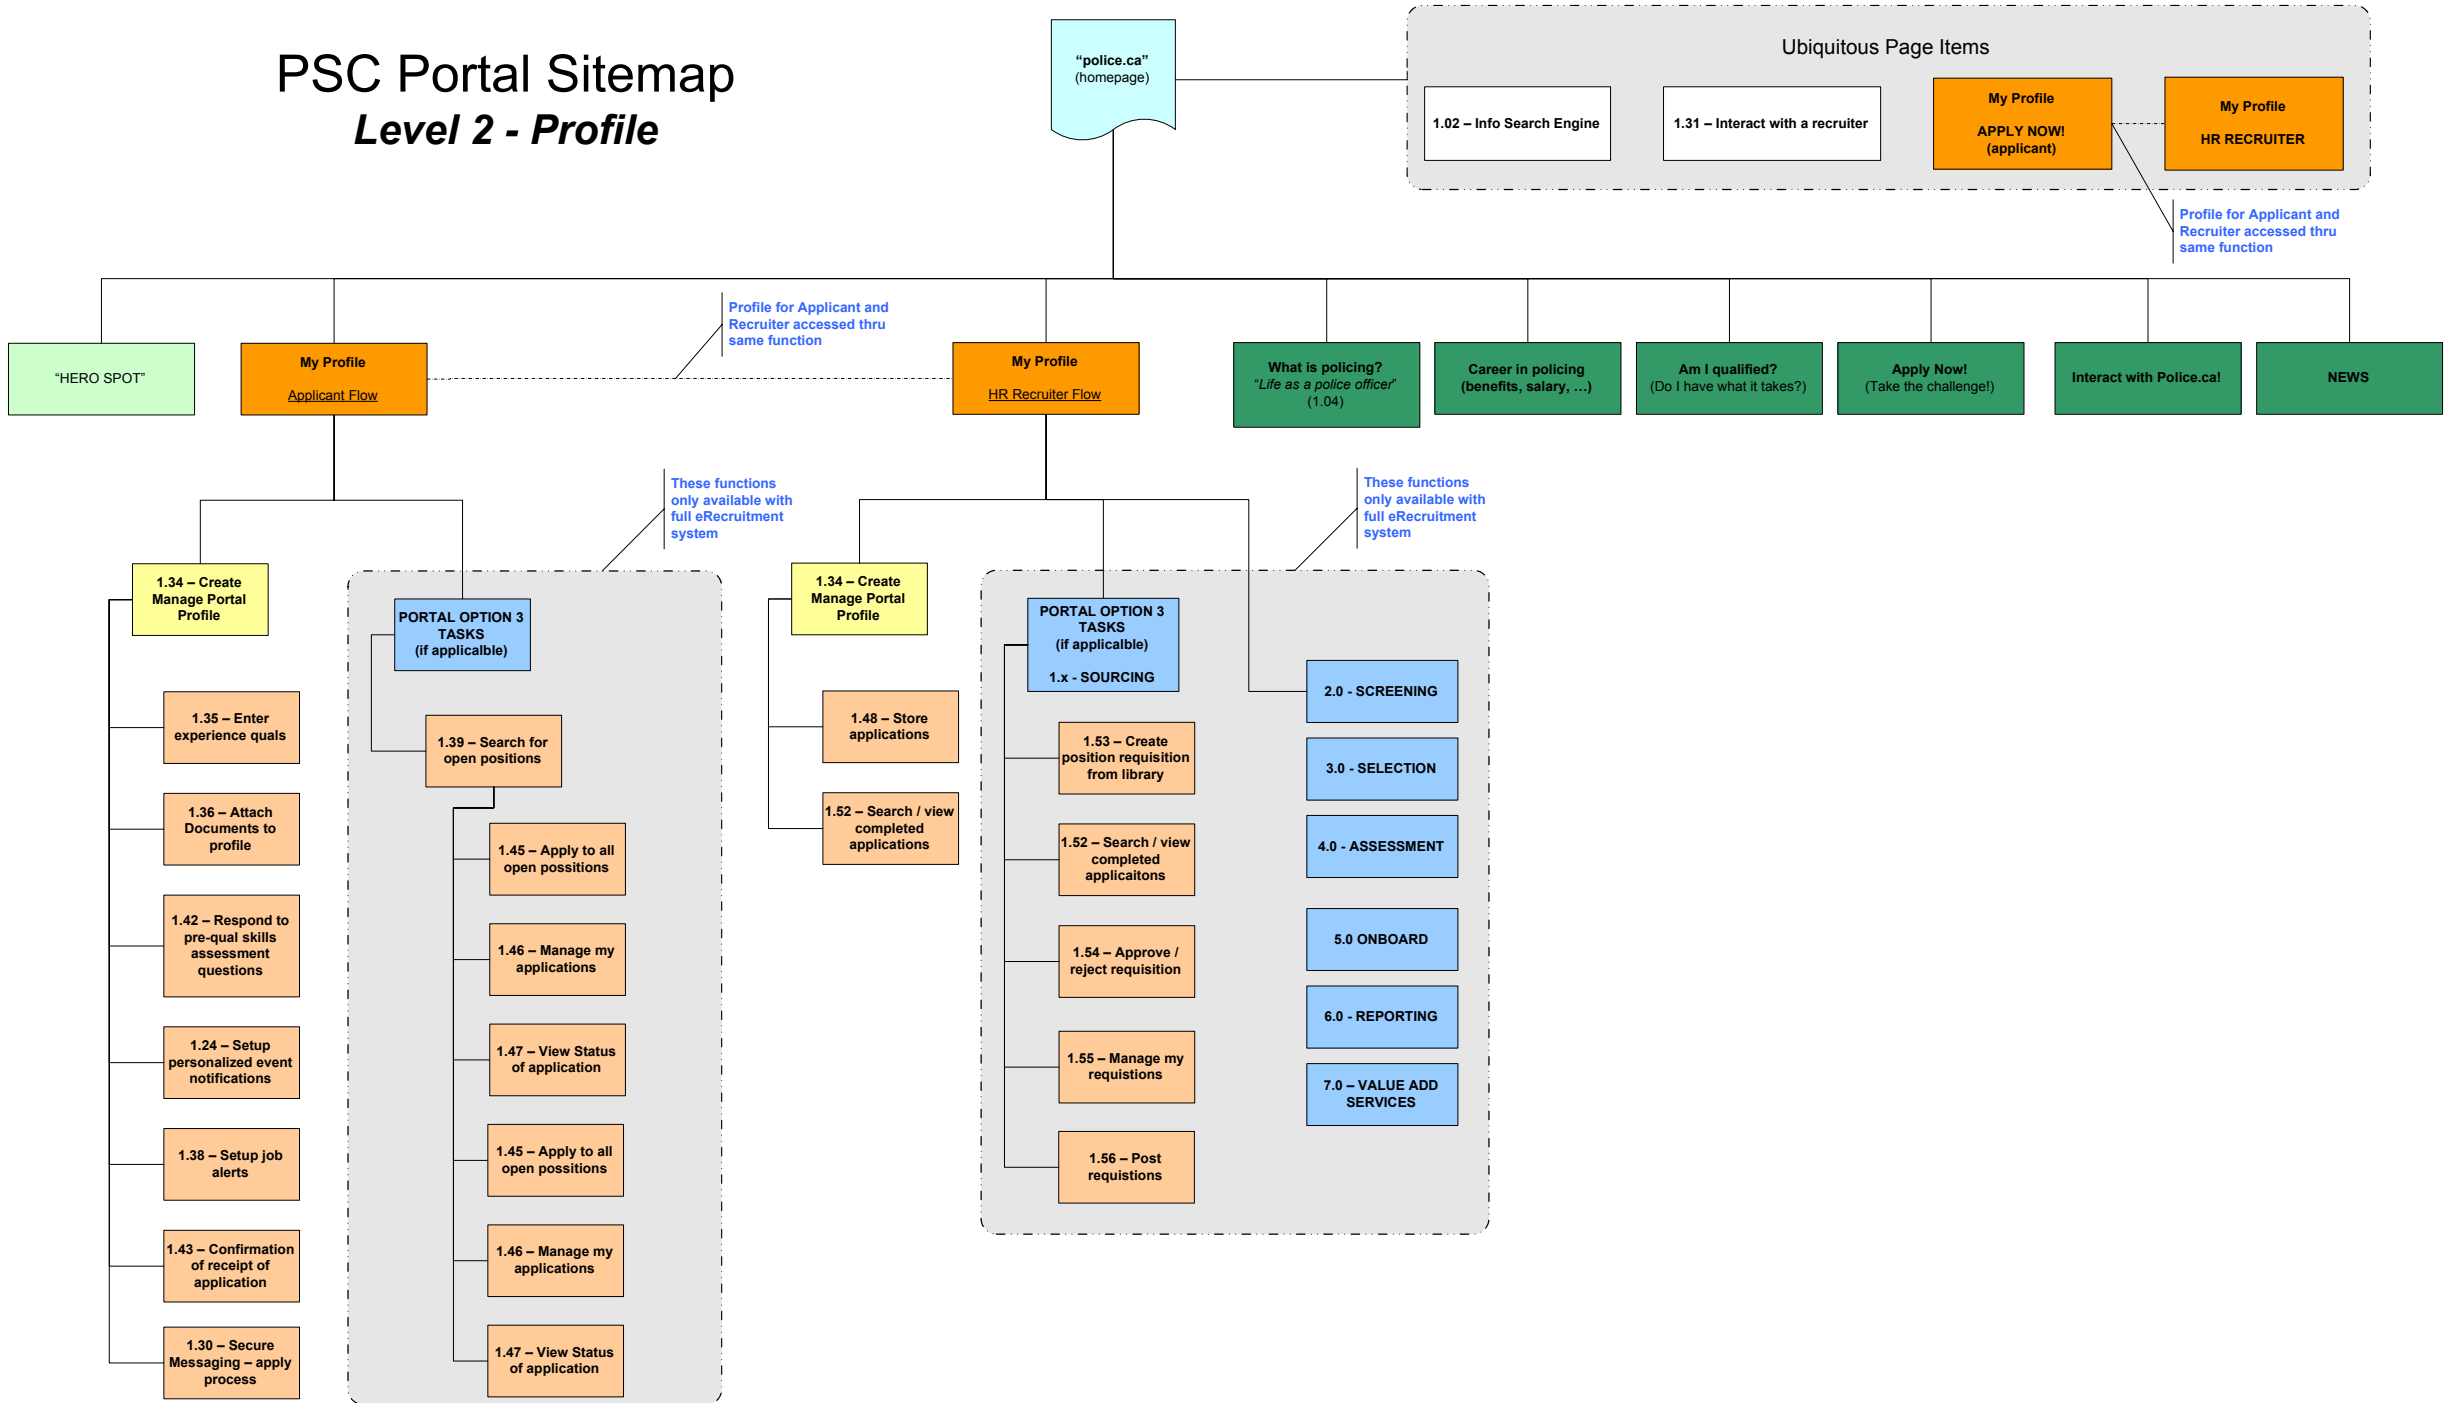 PSC Portal Sitemap
Level 2 - Profile
“police.ca”
(homepage)
Ubiquitous Page Items
1.02 – Info Search Engine
1.31 – Interact with a recruiter
My Profile
APPLY NOW!
(applicant)
My Profile
HR RECRUITER
Profile for Applicant and
Recruiter accessed thru
same function
Profile for Applicant and
Recruiter accessed thru
same function
“HERO SPOT”
My Profile
Applicant Flow
My Profile
HR Recruiter Flow
What is policing?
“Life as a police officer”
(1.04)
Career in policing
(benefits, salary, …)
Am I qualified?
(Do I have what it takes?)
Apply Now!
(Take the challenge!)
Interact with Police.ca!
NEWS
These functions
only available with
full eRecruitment
system
These functions
only available with
full eRecruitment
system
1.34 – Create
Manage Portal
Profile
1.35 – Enter
experience quals
1.36 – Attach
Documents to
profile
1.42 – Respond to
pre-qual skills
assessment
questions
1.24 – Setup
personalized event
notifications
1.38 – Setup job
alerts
1.43 – Confirmation
of receipt of
application
1.30 – Secure
Messaging – apply
process
PORTAL OPTION 3
TASKS
(if applicalble)
1.39 – Search for
open positions
1.45 – Apply to all
open possitions
1.46 – Manage my
applications
1.47 – View Status
of application
1.45 – Apply to all
open possitions
1.46 – Manage my
applications
1.47 – View Status
of application
1.34 – Create
Manage Portal
Profile
1.48 – Store
applications
1.52 – Search / view
completed
applications
PORTAL OPTION 3
TASKS
(if applicalble)
1.x - SOURCING
1.53 – Create
position requisition
from library
1.52 – Search / view
completed
applicaitons
1.54 – Approve /
reject requisition
1.55 – Manage my
requistions
1.56 – Post
requistions
2.0 - SCREENING
3.0 - SELECTION
4.0 - ASSESSMENT
5.0 ONBOARD
6.0 - REPORTING
7.0 – VALUE ADD
SERVICES